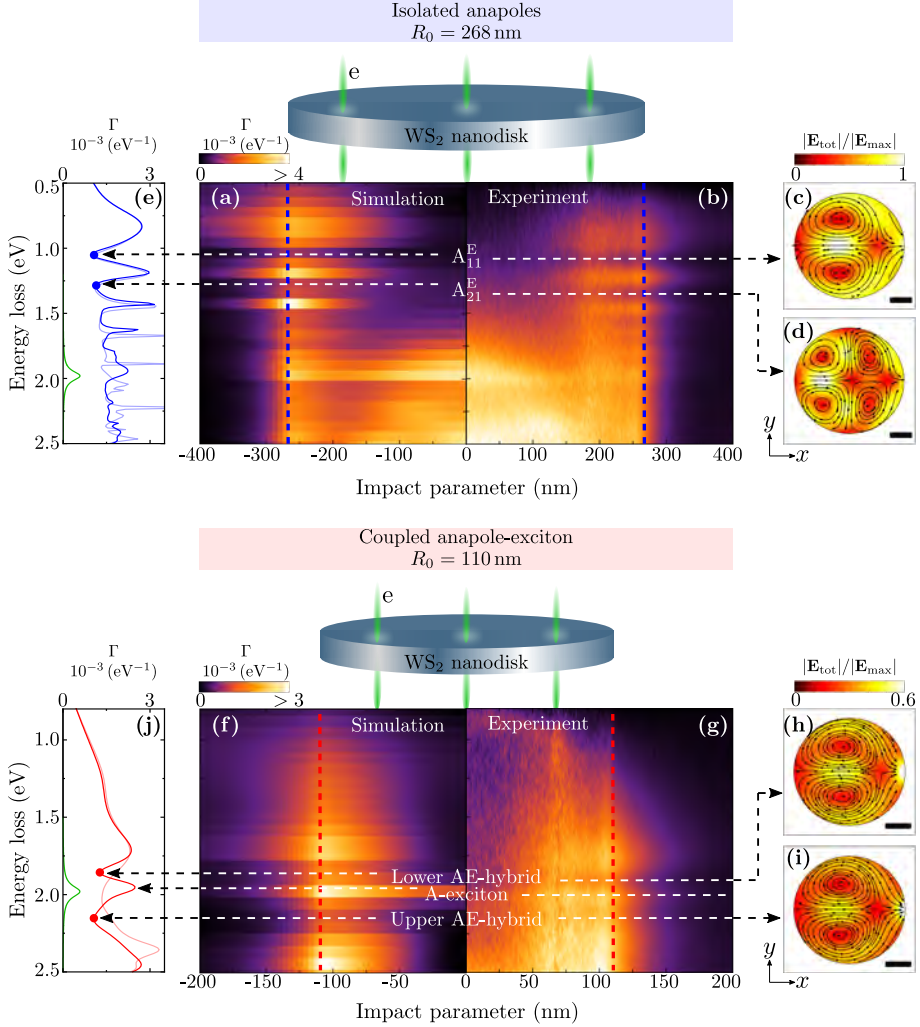 Isolated anapoles
R₀ = 268 nm
e
WS₂ nanodisk
Γ
10⁻³ (eV⁻¹)
0 3
Γ
10⁻³ (eV⁻¹)
0 > 4
|E_tot|/|E_max|
0 1
(e)
(a) Simulation
Experiment (b)
(c)
(d)
A₁₁ᴱ
A₂₁ᴱ
Energy loss (eV)
0.5
1.0
1.5
2.0
2.5
-400 -300 -200 -100 0 100 200 300 400
Impact parameter (nm)
y
x
Coupled anapole-exciton
R₀ = 110 nm
e
WS₂ nanodisk
Γ
10⁻³ (eV⁻¹)
0 3
Γ
10⁻³ (eV⁻¹)
0 > 3
|E_tot|/|E_max|
0 0.6
(j)
(f) Simulation
Experiment (g)
(h)
(i)
Lower AE-hybrid
A-exciton
Upper AE-hybrid
Energy loss (eV)
1.0
1.5
2.0
2.5
-200 -150 -100 -50 0 50 100 150 200
Impact parameter (nm)
y
x